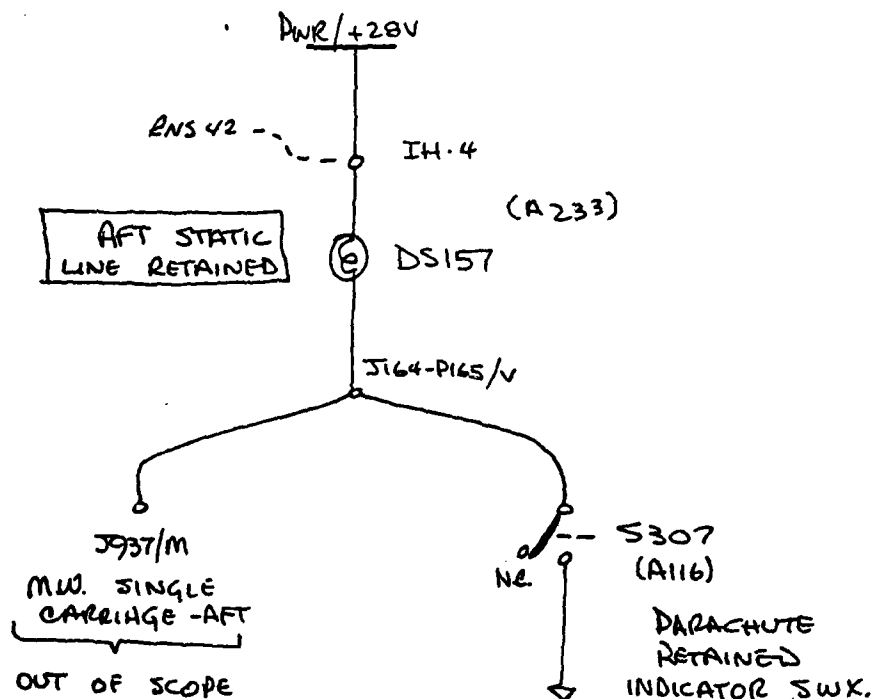 PWR/+28V
RNS 42
IH.4
(A233)
AFT STATIC
LINE RETAINED
DS157
J164-P165/V
J937/M
M.W. SINGLE
CARRIAGE -AFT
OUT OF SCOPE
N.C.
S307
(A116)
PARACHUTE
RETAINED
INDICATOR SWX.